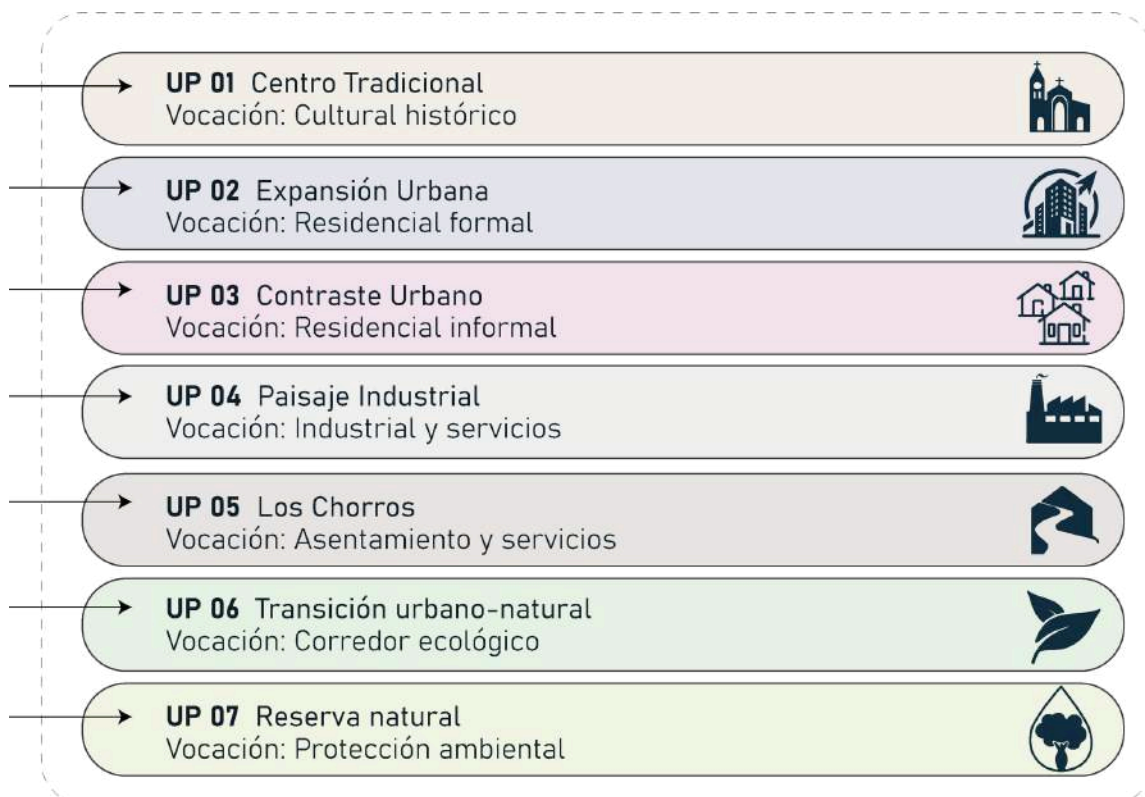 UP 01 Centro Tradicional
Vocación: Cultural histórico
UP 02 Expansión Urbana
Vocación: Residencial formal
UP 03 Contraste Urbano
Vocación: Residencial informal
UP 04 Paisaje Industrial
Vocación: Industrial y servicios
UP 05 Los Chorros
Vocación: Asentamiento y servicios
UP 06 Transición urbano-natural
Vocación: Corredor ecológico
UP 07 Reserva natural
Vocación: Protección ambiental